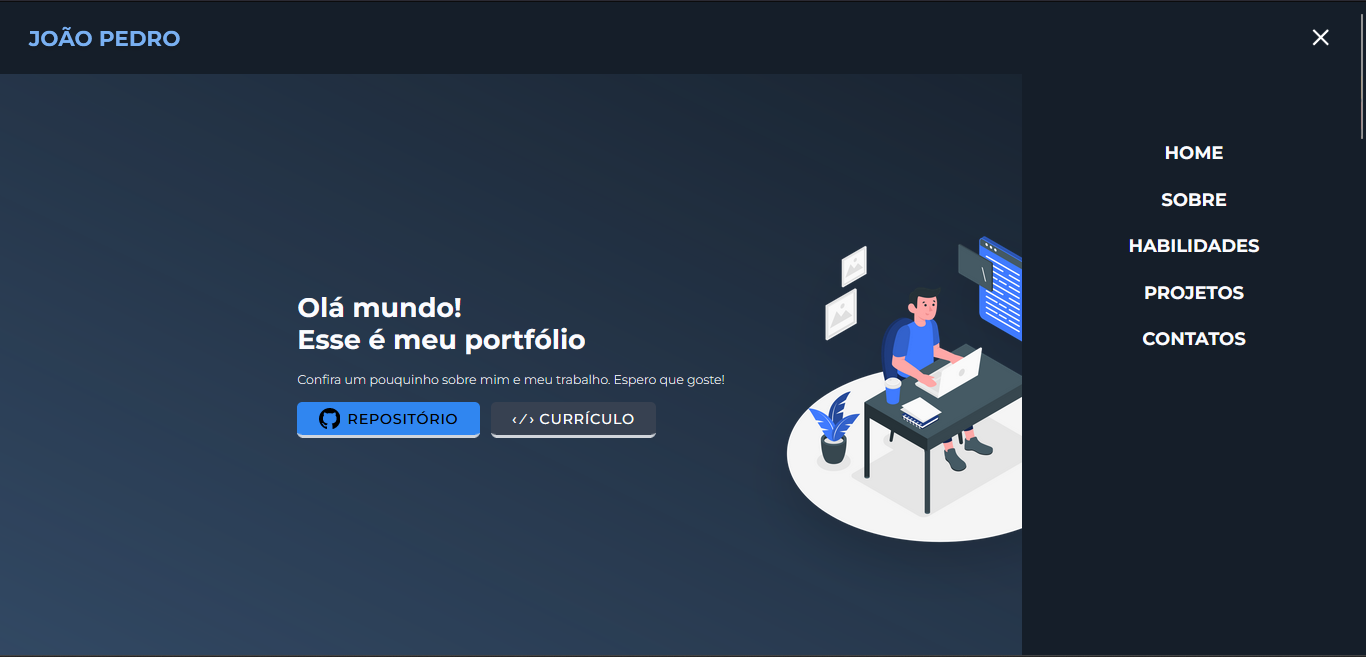 JOÃO PEDRO
HOME
SOBRE
HABILIDADES
PROJETOS
CONTATOS
Olá mundo!
Esse é meu portfólio
Confira um pouquinho sobre mim e meu trabalho. Espero que goste!
REPOSITÓRIO
‹/› CURRÍCULO